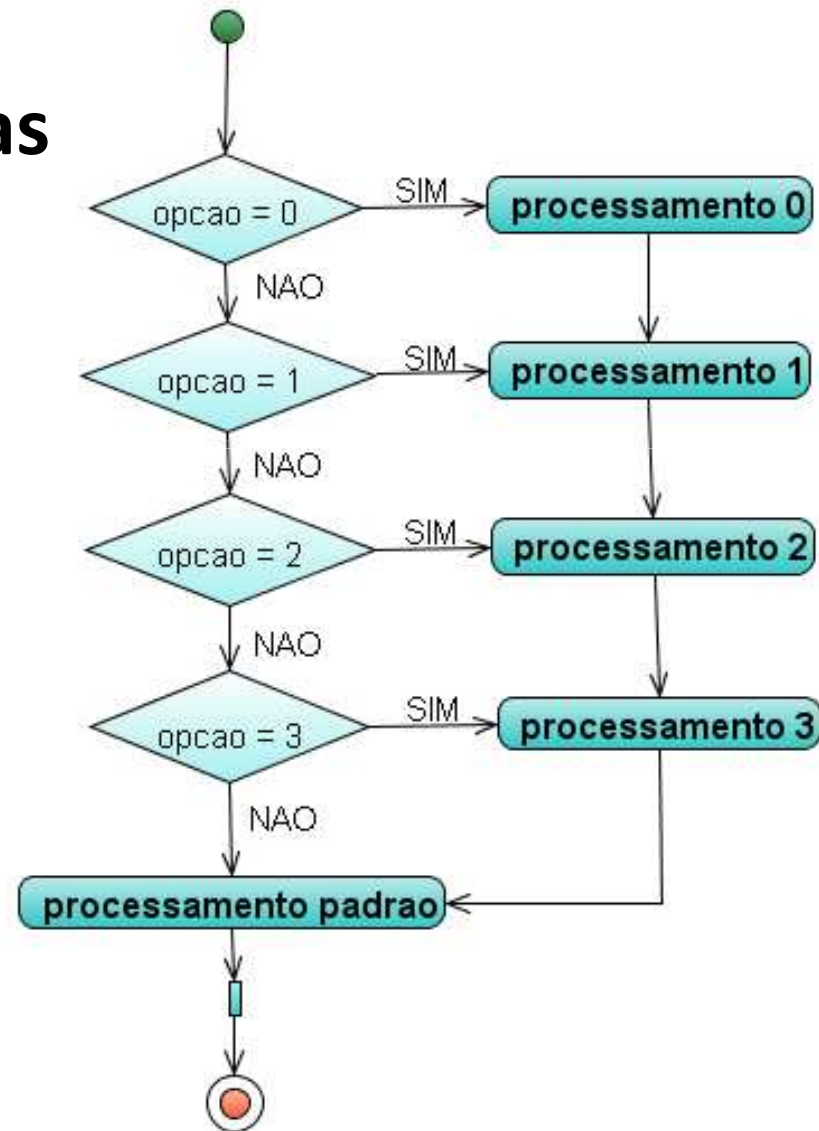 as
opcao = 0
SIM
processamento 0
NAO
opcao = 1
SIM
processamento 1
NAO
opcao = 2
SIM
processamento 2
NAO
opcao = 3
SIM
processamento 3
NAO
processamento padrao